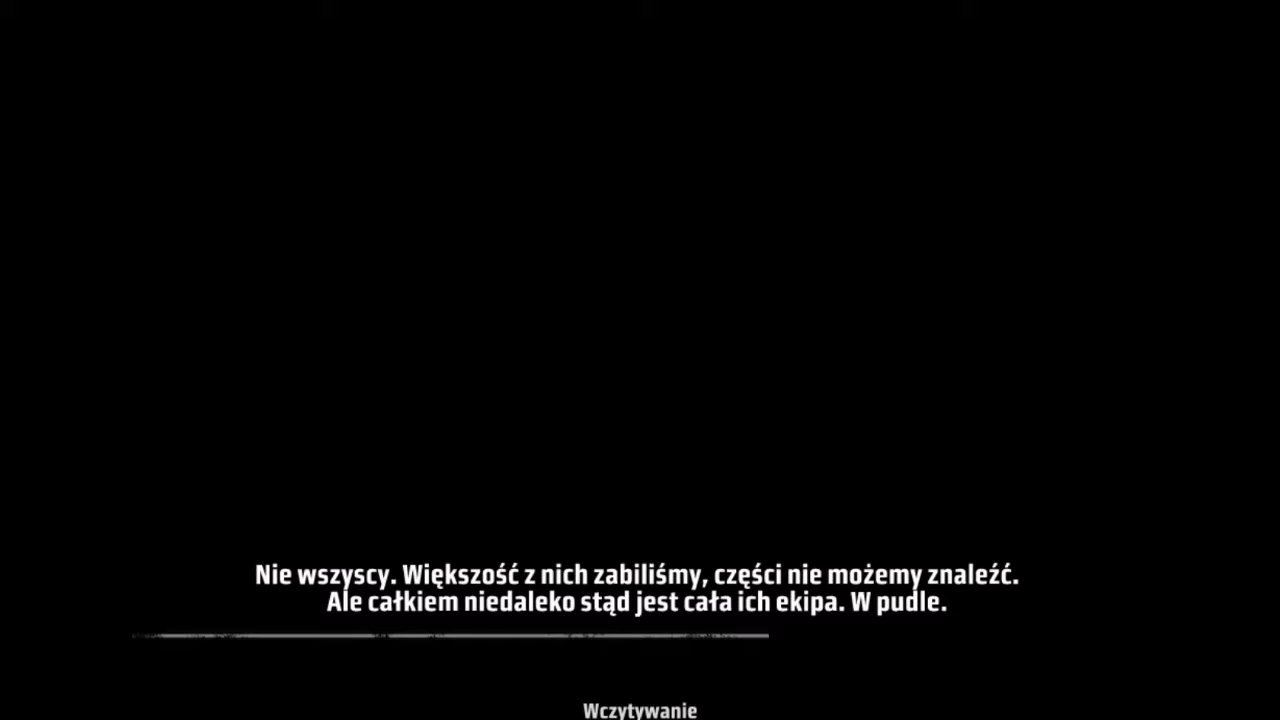 Nie wszyscy. Większość z nich zabiliśmy, części nie możemy znaleźć.
Ale całkiem niedaleko stąd jest cała ich ekipa. W pudle.
Wczytywanie